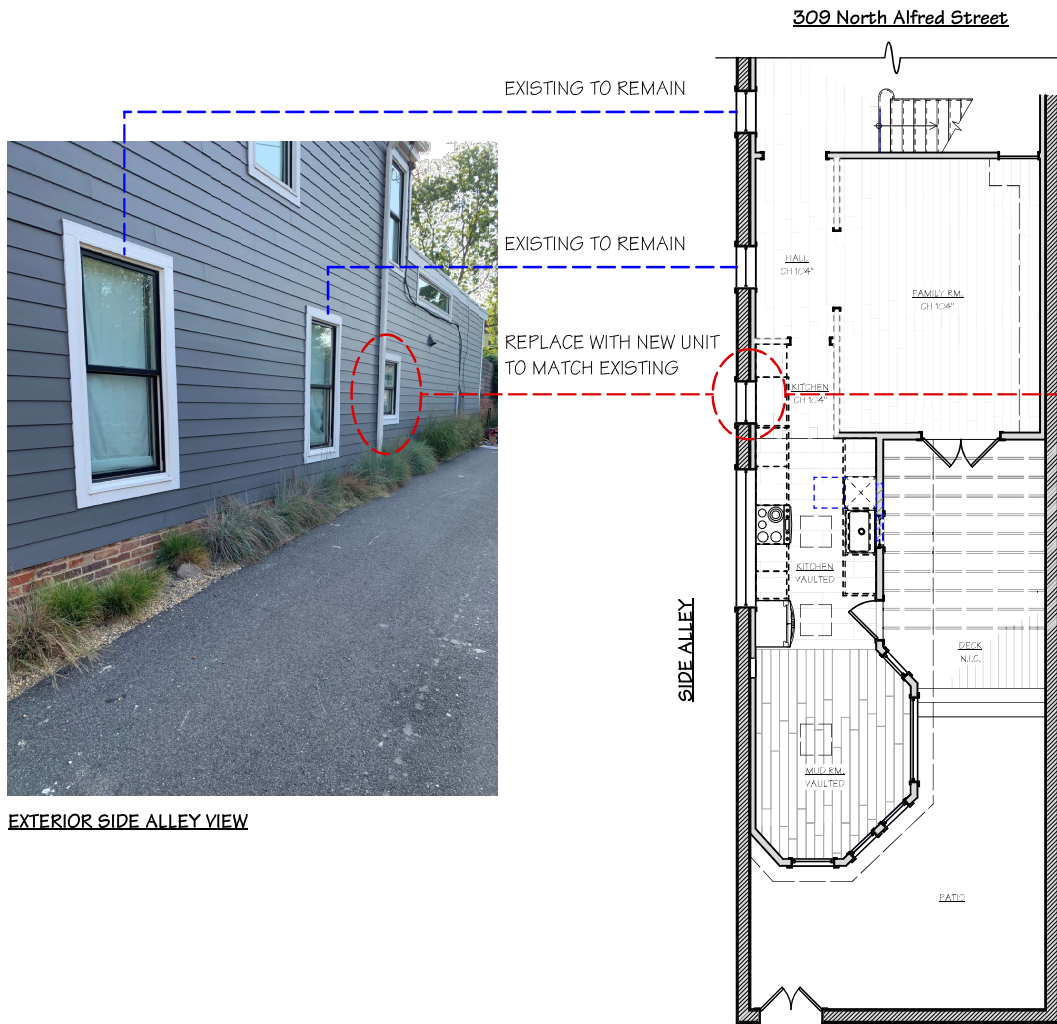 309 North Alfred Street
EXISTING TO REMAIN
EXISTING TO REMAIN
HALL
CH 104"
FAMILY RM.
CH 104"
REPLACE WITH NEW UNIT
TO MATCH EXISTING
KITCHEN
CH 104"
KITCHEN
VAULTED
SIDE ALLEY
DECK
N.I.C.
MUD RM.
VAULTED
EXTERIOR SIDE ALLEY VIEW
PATIO